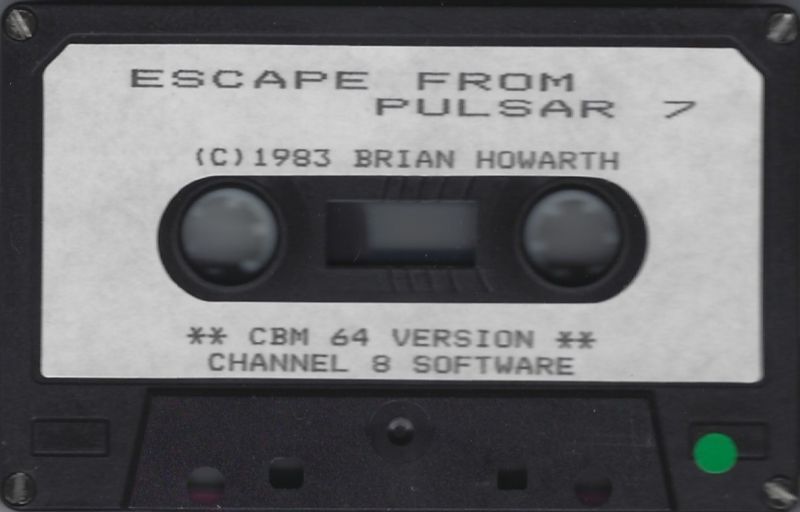 ESCAPE FROM
PULSAR 7
(C)1983 BRIAN HOWARTH
** CBM 64 VERSION **
CHANNEL 8 SOFTWARE